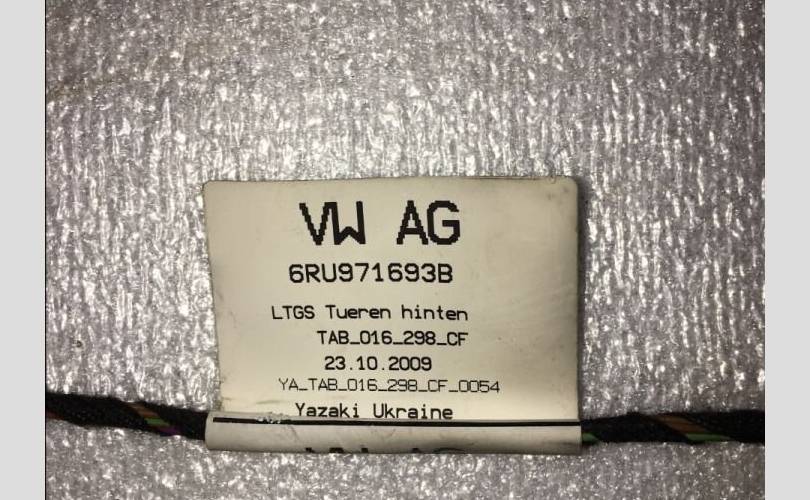 VW AG
6RU971693B
LTGS Tueren hinten
TAB_016_298_CF
23.10.2009
YA_TAB_016_298_CF_0054
Yazaki Ukraine